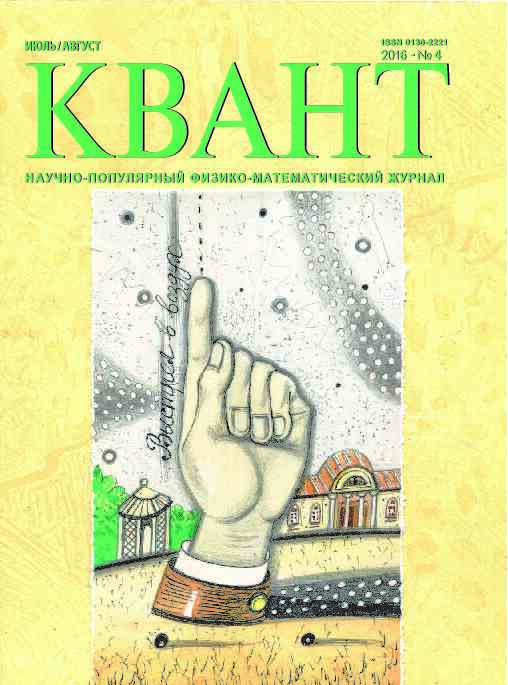 ИЮЛЬ/АВГУСТ
ISSN 0130-2221
2016 · № 4
КВАНТ
НАУЧНО-ПОПУЛЯРНЫЙ ФИЗИКО-МАТЕМАТИЧЕСКИЙ ЖУРНАЛ
Выстрел в воздух